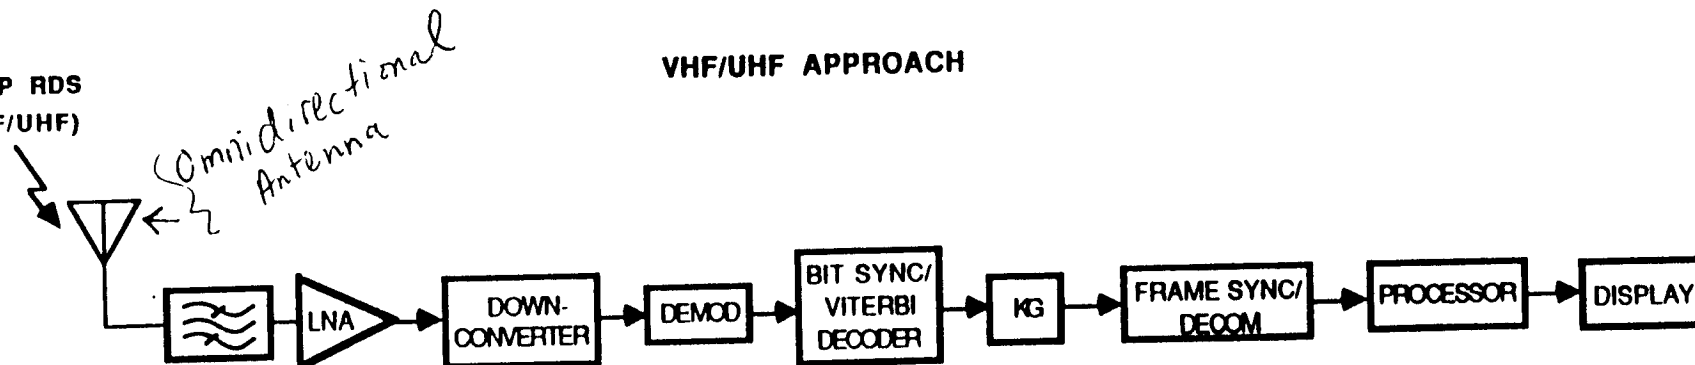 P RDS
F/UHF)
Omnidirectional
Antenna
VHF/UHF APPROACH
LNA
DOWN-
CONVERTER
DEMOD
BIT SYNC/
VITERBI
DECODER
KG
FRAME SYNC/
DECOM
PROCESSOR
DISPLAY